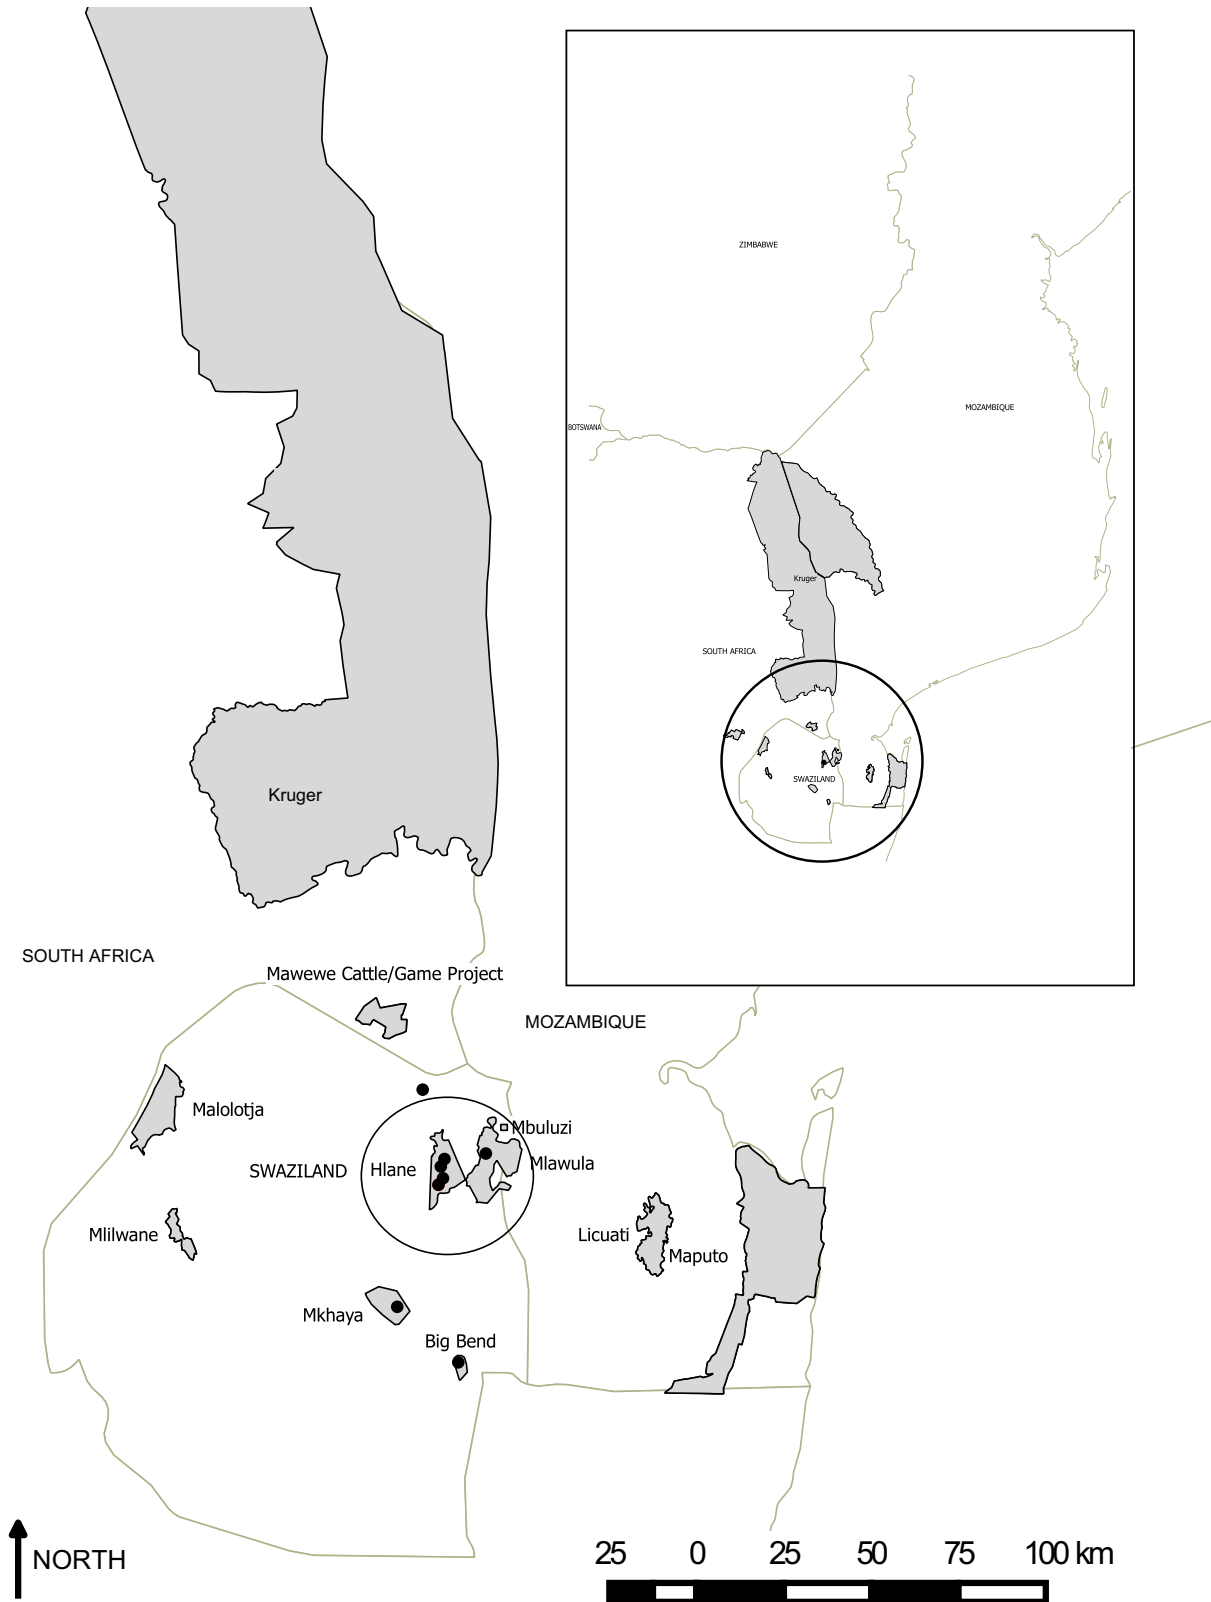 ZIMBABWE
MOZAMBIQUE
BOTSWANA
Kruger
SOUTH AFRICA
SWAZILAND
Kruger
SOUTH AFRICA
Mawewe Cattle/Game Project
MOZAMBIQUE
Malolotja
Mbuluzi
SWAZILAND
Hlane
Mlawula
Mlilwane
Licuati
Maputo
Mkhaya
Big Bend
NORTH
25 0 25 50 75 100 km